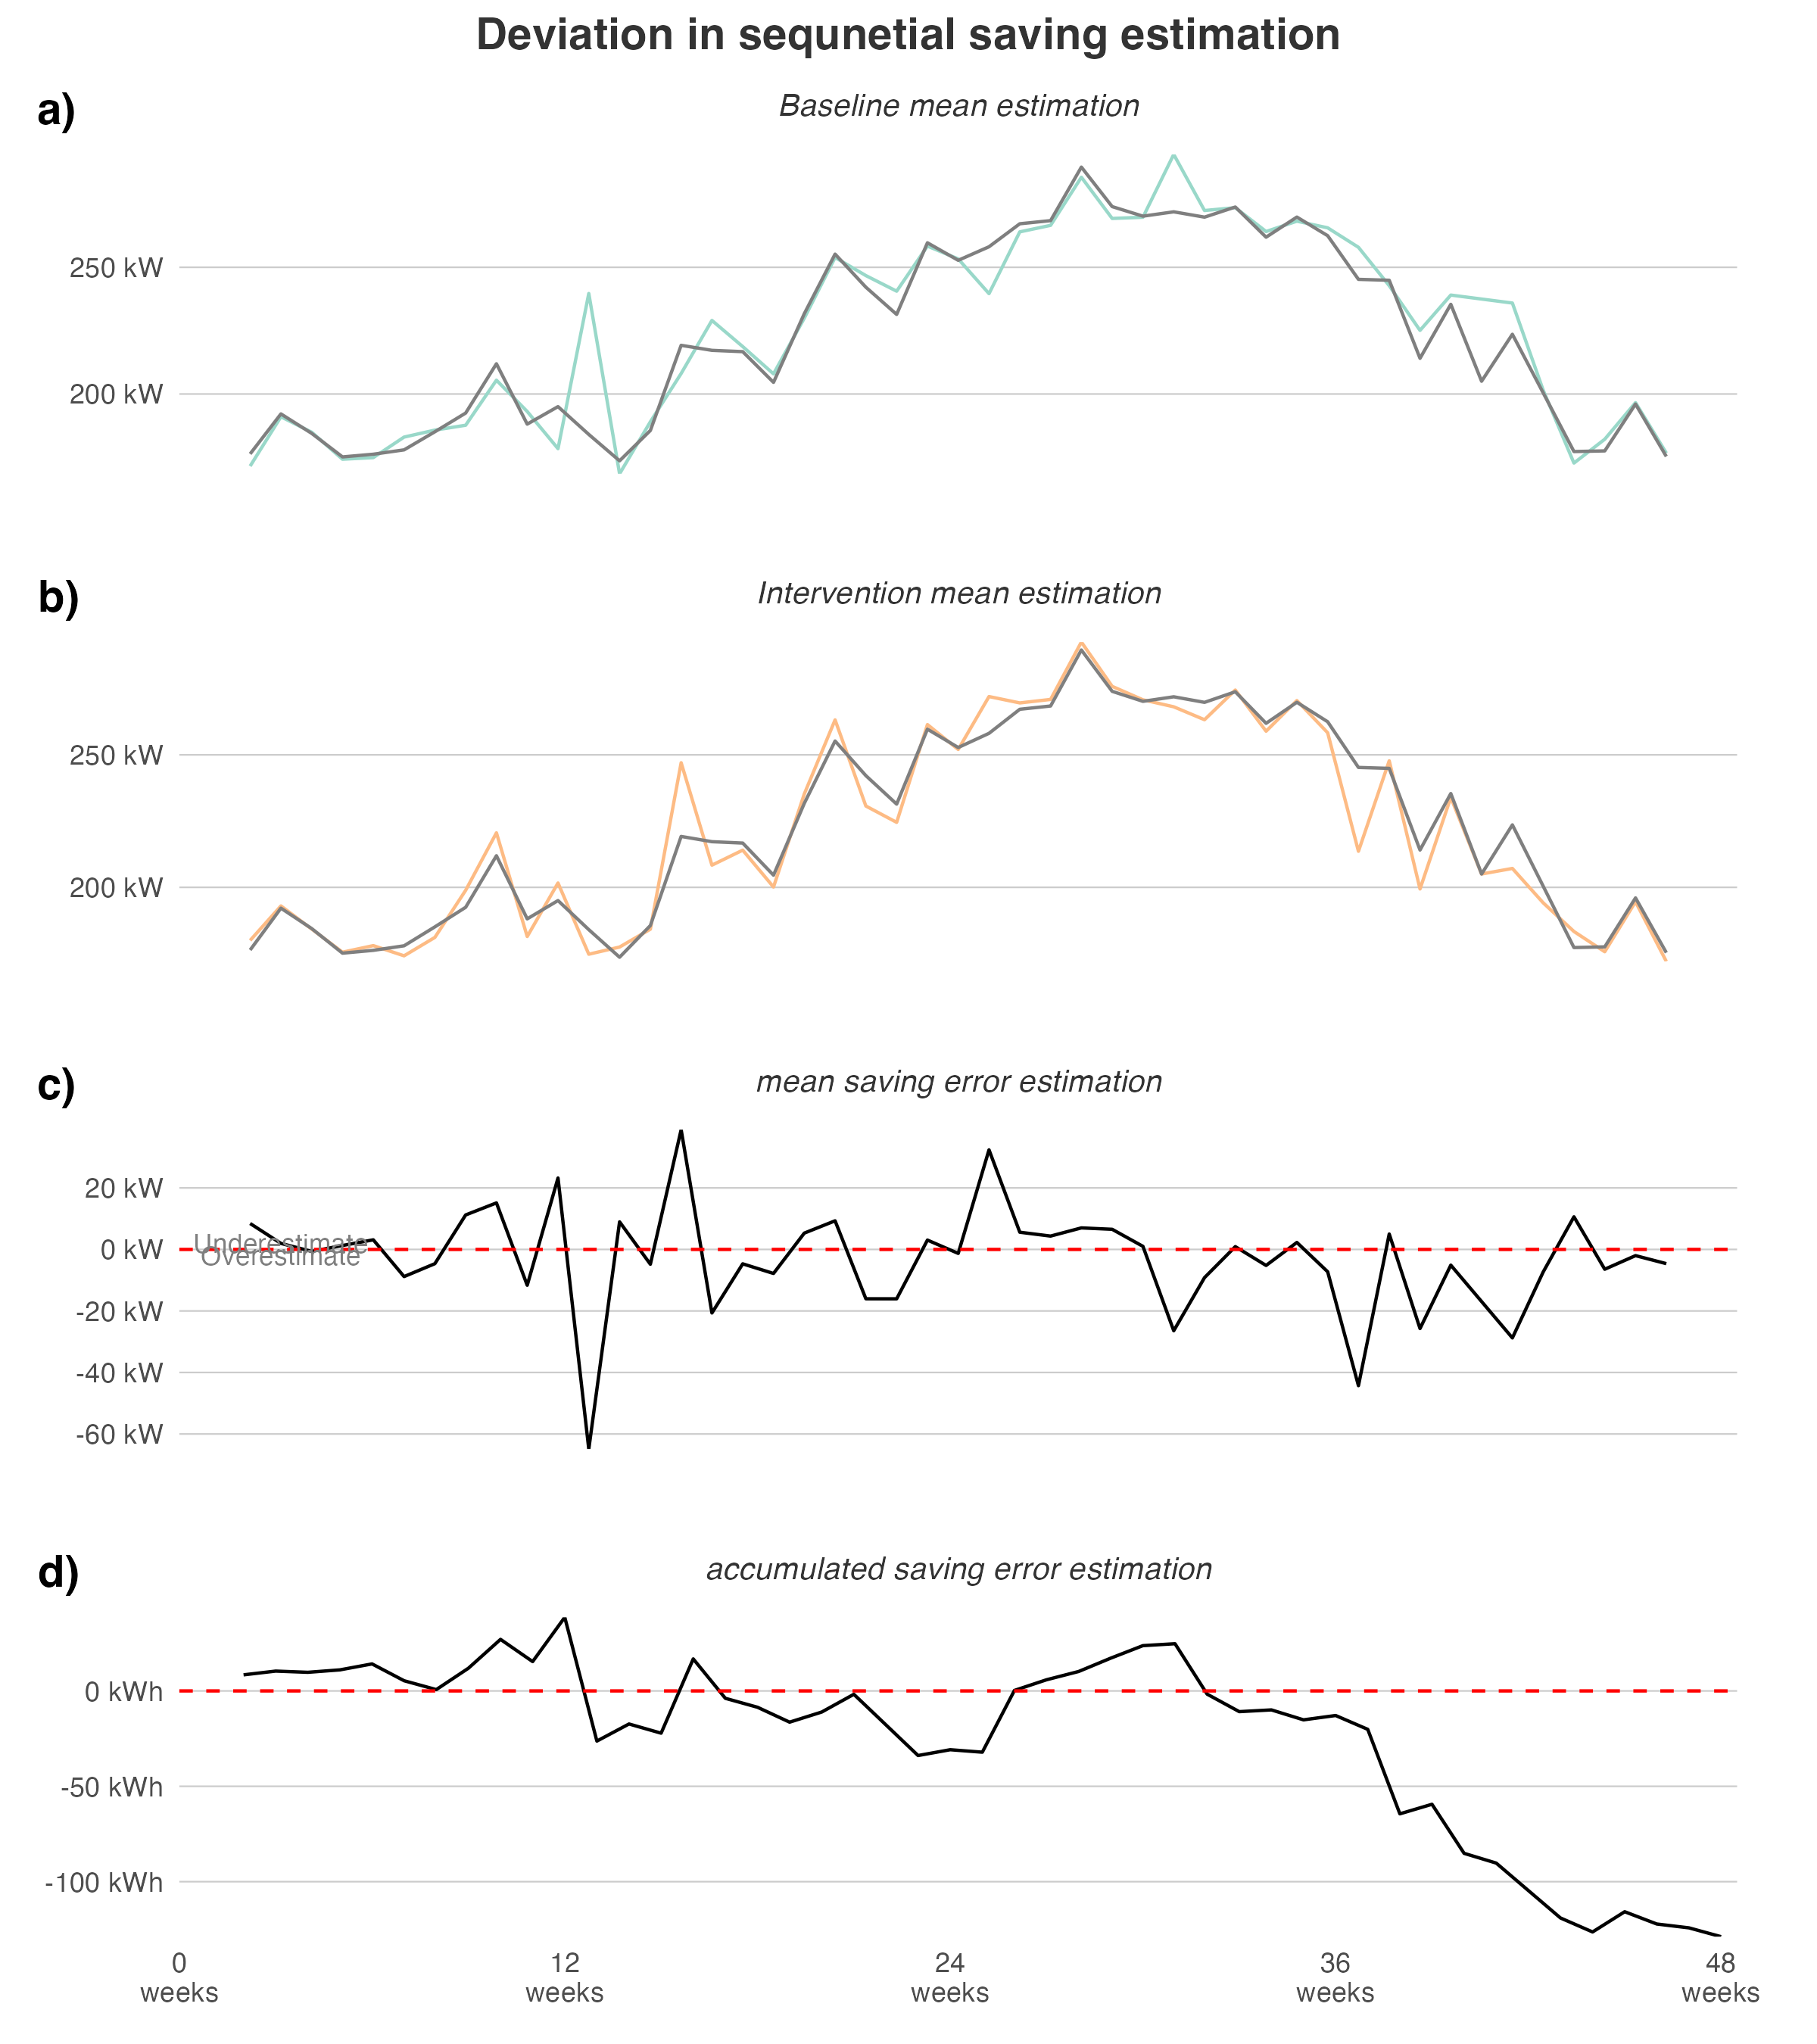 Deviation in sequnetial saving estimation
a)
Baseline mean estimation
250 kW
200 kW
b)
Intervention mean estimation
250 kW
200 kW
c)
mean saving error estimation
20 kW
Underestimate
0 kW
Overestimate
-20 kW
-40 kW
-60 kW
d)
accumulated saving error estimation
0 kWh
-50 kWh
-100 kWh
0 12 24 36 48
weeks weeks weeks weeks weeks